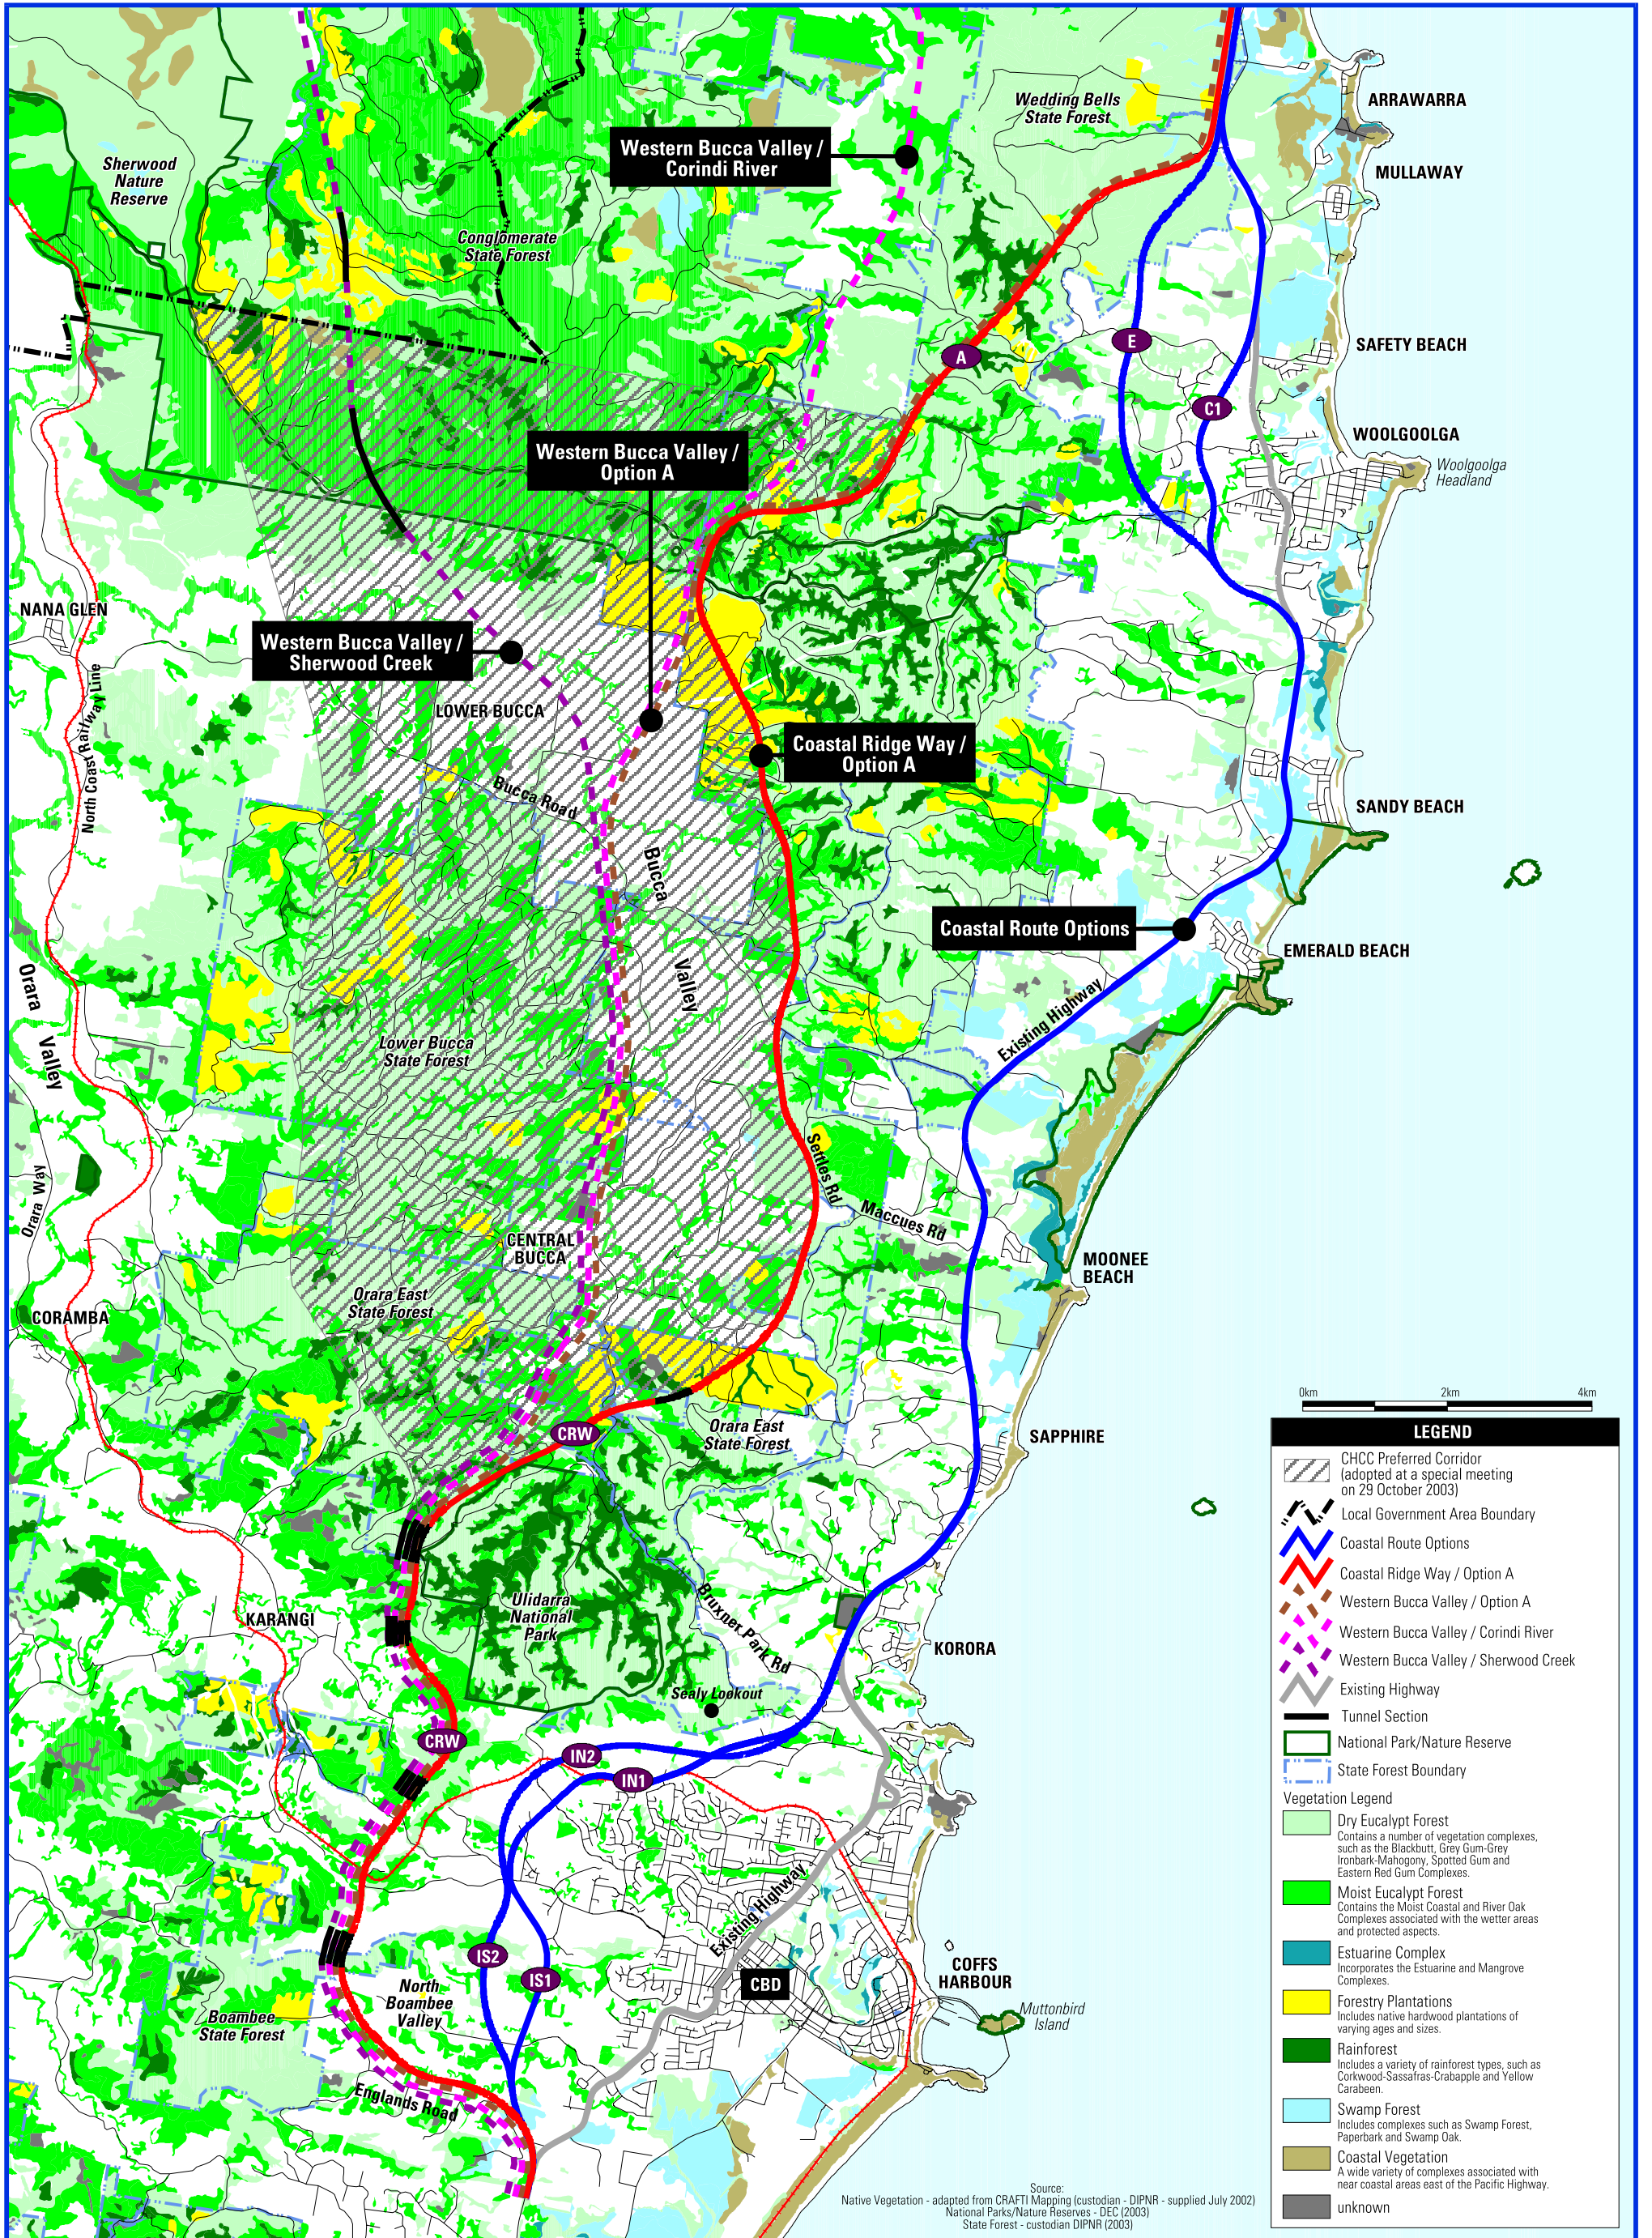 ARRAWARRA
Wedding Bells
State Forest
Western Bucca Valley /
Corindi River
Sherwood
Nature
Reserve
MULLAWAY
Conglomerate
State Forest
E
SAFETY BEACH
A
C1
WOOLGOOLGA
Western Bucca Valley /
Option A
Woolgoolga
Headland
NANA GLEN
Western Bucca Valley /
Sherwood Creek
North Coast Railway Line
LOWER BUCCA
Coastal Ridge Way /
Option A
Bucca Road
SANDY BEACH
Bucca
Valley
Coastal Route Options
EMERALD BEACH
Orara
Valley
Existing Highway
Lower Bucca
State Forest
Settles Rd
Orara Way
Maccues Rd
CENTRAL
BUCCA
MOONEE
BEACH
Orara East
State Forest
CORAMBA
0km 2km 4km
CRW
Orara East
State Forest
SAPPHIRE
LEGEND
CHCC Preferred Corridor
(adopted at a special meeting
on 29 October 2003)
Local Government Area Boundary
Coastal Route Options
Coastal Ridge Way / Option A
Western Bucca Valley / Option A
Western Bucca Valley / Corindi River
Western Bucca Valley / Sherwood Creek
Existing Highway
Tunnel Section
National Park/Nature Reserve
State Forest Boundary
Vegetation Legend
Dry Eucalypt Forest
Contains a number of vegetation complexes,
such as the Blackbutt, Grey Gum-Grey
Ironbark-Mahogony, Spotted Gum and
Eastern Red Gum Complexes.
Moist Eucalypt Forest
Contains the Moist Coastal and River Oak
Complexes associated with the wetter areas
and protected aspects.
Estuarine Complex
Incorporates the Estuarine and Mangrove
Complexes.
Forestry Plantations
Includes native hardwood plantations of
varying ages and sizes.
Rainforest
Includes a variety of rainforest types, such as
Corkwood-Sassafras-Crabapple and Yellow
Carabeen.
Swamp Forest
Includes complexes such as Swamp Forest,
Paperbark and Swamp Oak.
Coastal Vegetation
A wide variety of complexes associated with
near coastal areas east of the Pacific Highway.
unknown
Ulidarra
National
Park
Bruxner Park Rd
KARANGI
KORORA
Sealy Lookout
CRW
IN2
IN1
Existing Highway
IS2
IS1
CBD
COFFS
HARBOUR
North
Boambee
Valley
Boambee
State Forest
Muttonbird
Island
Englands Road
Source:
Native Vegetation - adapted from CRAFTI Mapping (custodian - DIPNR - supplied July 2002)
National Parks/Nature Reserves - DEC (2003)
State Forest - custodian DIPNR (2003)